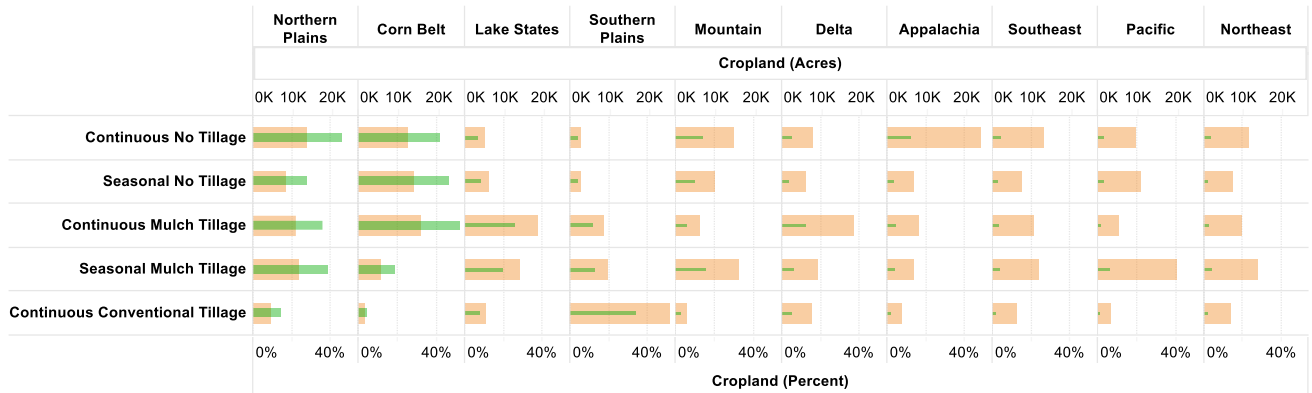 Northern Plains Corn Belt Lake States Southern Plains Mountain Delta Appalachia Southeast Pacific Northeast
Cropland (Acres)
0K 10K 20K 0K 10K 20K 0K 10K 20K 0K 10K 20K 0K 10K 20K 0K 10K 20K 0K 10K 20K 0K 10K 20K 0K 10K 20K 0K 10K 20K
Continuous No Tillage
Seasonal No Tillage
Continuous Mulch Tillage
Seasonal Mulch Tillage
Continuous Conventional Tillage
0% 40% 0% 40% 0% 40% 0% 40% 0% 40% 0% 40% 0% 40% 0% 40% 0% 40% 0% 40%
Cropland (Percent)